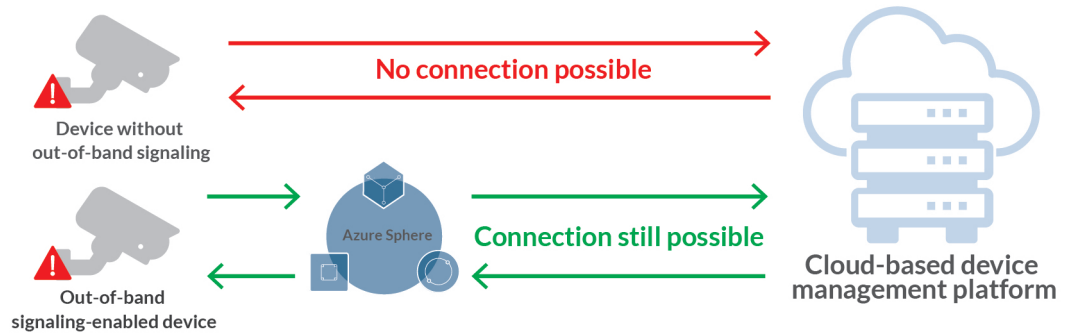 No connection possible
Device without
out-of-band signaling
Azure Sphere
Connection still possible
Out-of-band
signaling-enabled device
Cloud-based device
management platform